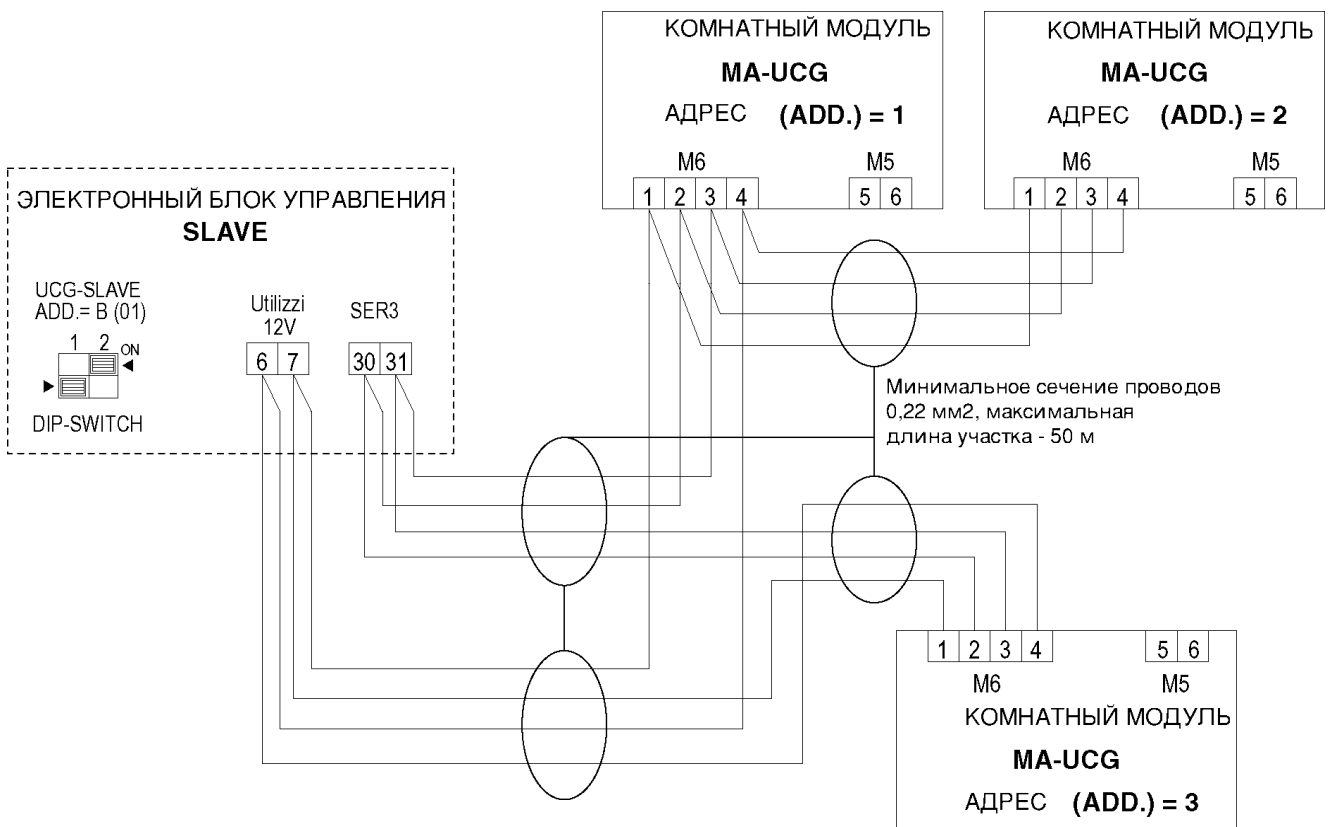 КОМНАТНЫЙ МОДУЛЬ
MA-UCG
АДРЕС (ADD.) = 1
M6 M5
1 2 3 4 5 6
КОМНАТНЫЙ МОДУЛЬ
MA-UCG
АДРЕС (ADD.) = 2
M6 M5
1 2 3 4 5 6
ЭЛЕКТРОННЫЙ БЛОК УПРАВЛЕНИЯ
SLAVE
UCG-SLAVE
ADD.= B (01)
1 2 ON
DIP-SWITCH
Utilizzi
12V
6 7
SER3
30 31
Минимальное сечение проводов
0,22 мм2, максимальная
длина участка - 50 м
1 2 3 4 5 6
M6 M5
КОМНАТНЫЙ МОДУЛЬ
MA-UCG
АДРЕС (ADD.) = 3